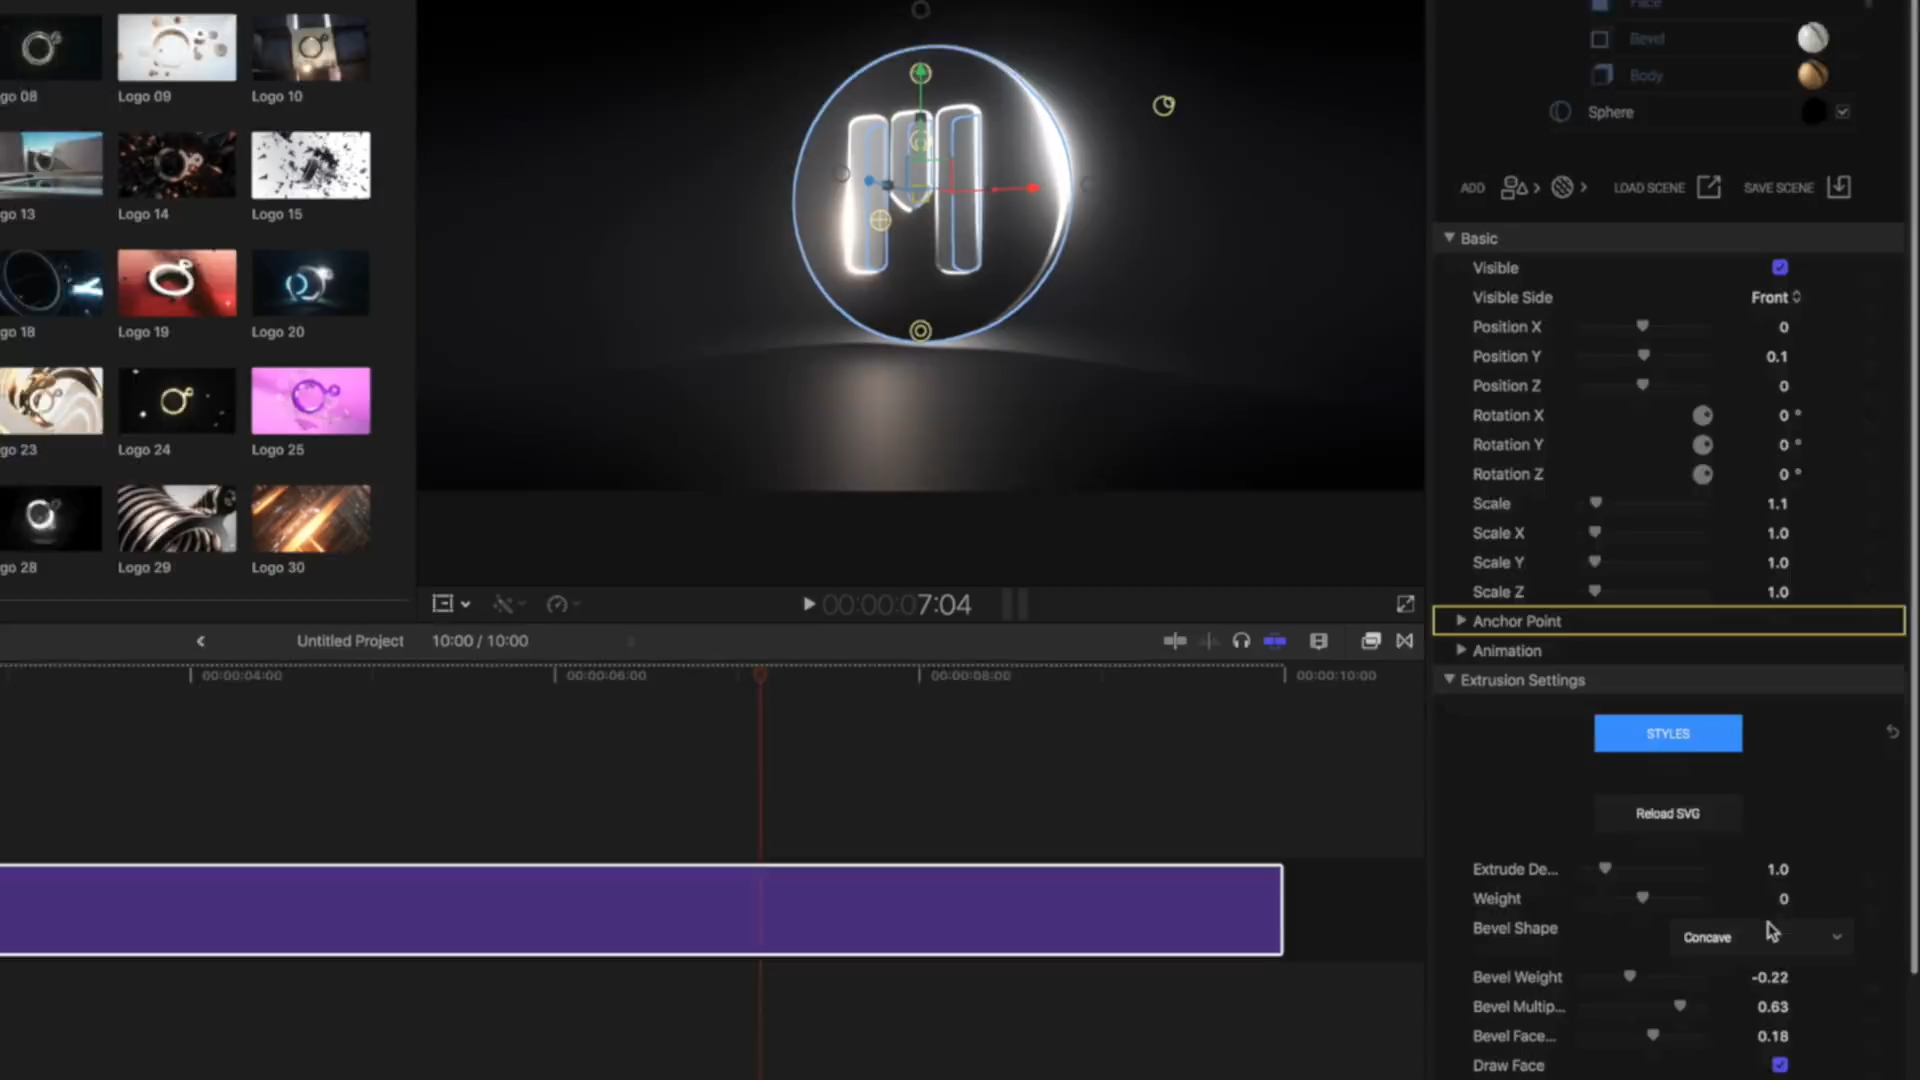 go 08
Logo 09
Logo 10
go 13
Logo 14
Logo 15
go 18
Logo 19
Logo 20
ogo 23
Logo 24
Logo 25
go 28
Logo 29
Logo 30
00:00:07:04
Untitled Project
10:00 / 10:00
00:00:04:00
00:00:06:00
00:00:08:00
00:00:10:00
Face
Bevel
Body
Sphere
ADD
LOAD SCENE
SAVE SCENE
Basic
Visible
Visible Side Front
Position X 0
Position Y 0.1
Position Z 0
Rotation X 0 °
Rotation Y 0 °
Rotation Z 0 °
Scale 1.1
Scale X 1.0
Scale Y 1.0
Scale Z 1.0
Anchor Point
Animation
Extrusion Settings
STYLES
Reload SVG
Extrude De... 1.0
Weight 0
Bevel Shape Concave
Bevel Weight -0.22
Bevel Multip... 0.63
Bevel Face... 0.18
Draw Face